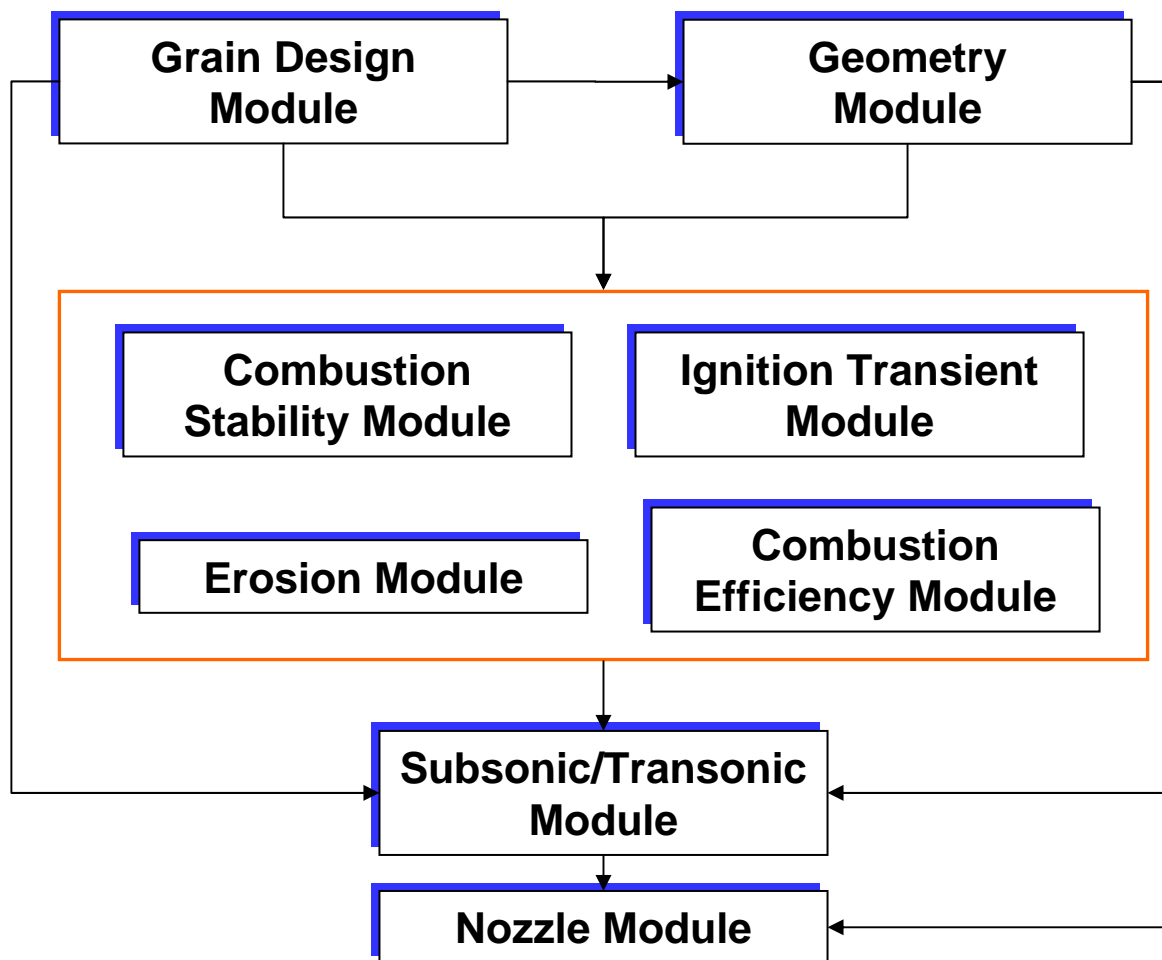 Grain Design
Module
Geometry
Module
Combustion
Stability Module
Ignition Transient
Module
Erosion Module
Combustion
Efficiency Module
Subsonic/Transonic
Module
Nozzle Module